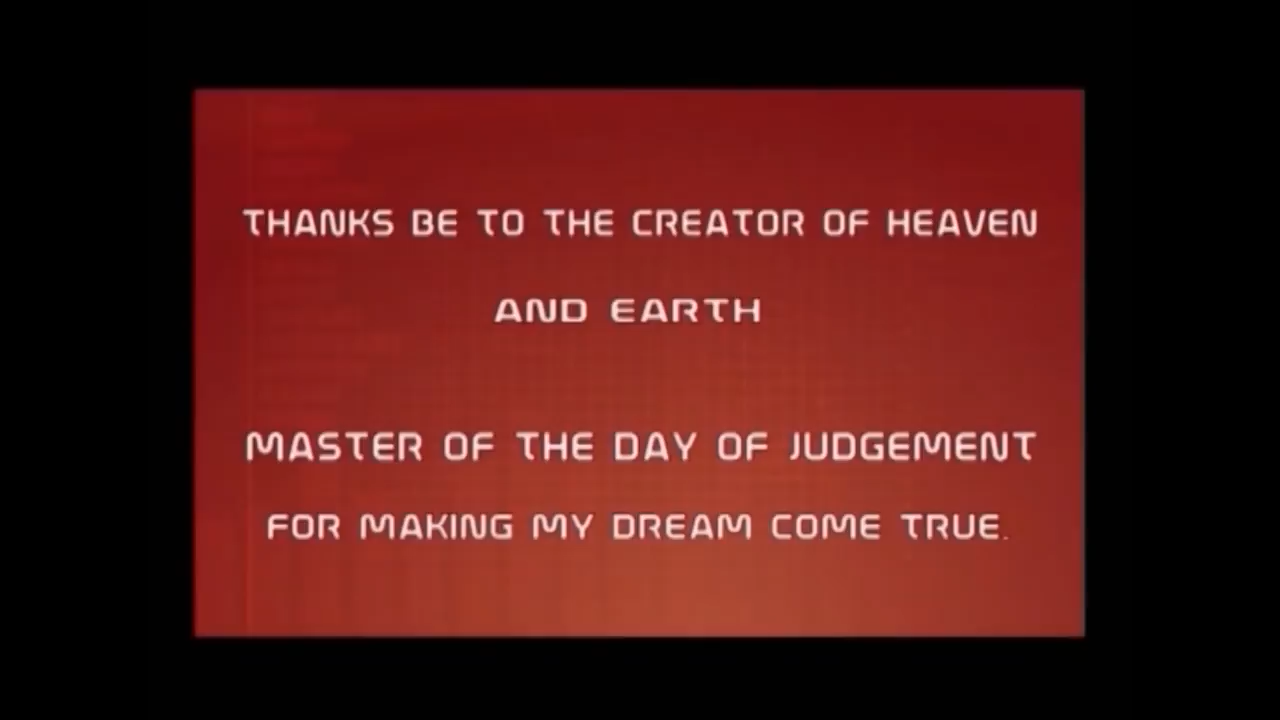 THANKS BE TO THE CREATOR OF HEAVEN
AND EARTH
MASTER OF THE DAY OF JUDGEMENT
FOR MAKING MY DREAM COME TRUE.